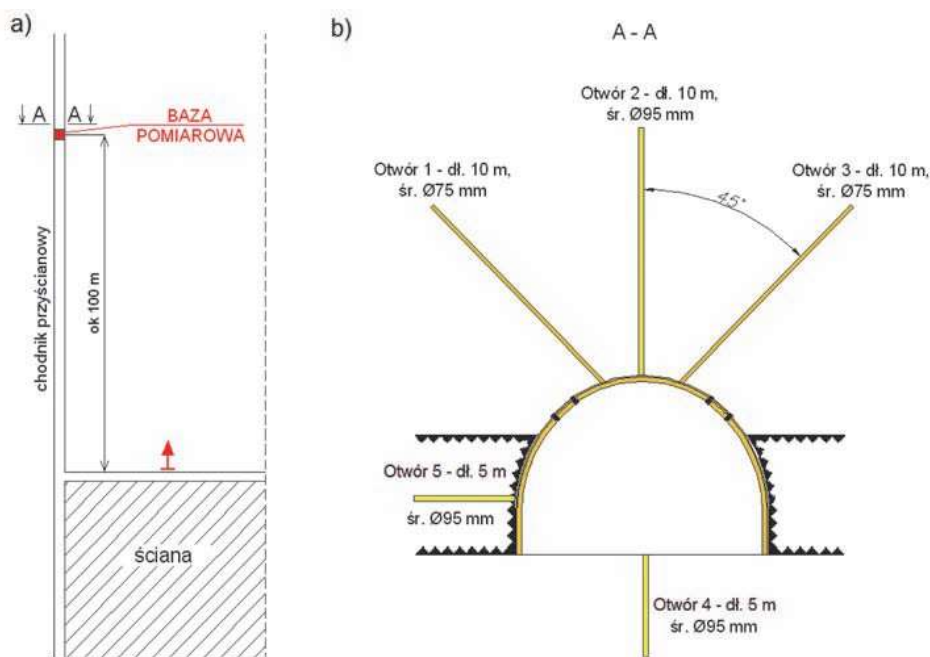 a)
A
A
BAZA
POMIAROWA
chodnik przyścianowy
ok 100 m
ściana
b)
A - A
Otwór 2 - dł. 10 m,
śr. Ø95 mm
Otwór 1 - dł. 10 m,
śr. Ø75 mm
Otwór 3 - dł. 10 m,
śr. Ø75 mm
45°
Otwór 5 - dł. 5 m
śr. Ø95 mm
Otwór 4 - dł. 5 m
śr. Ø95 mm